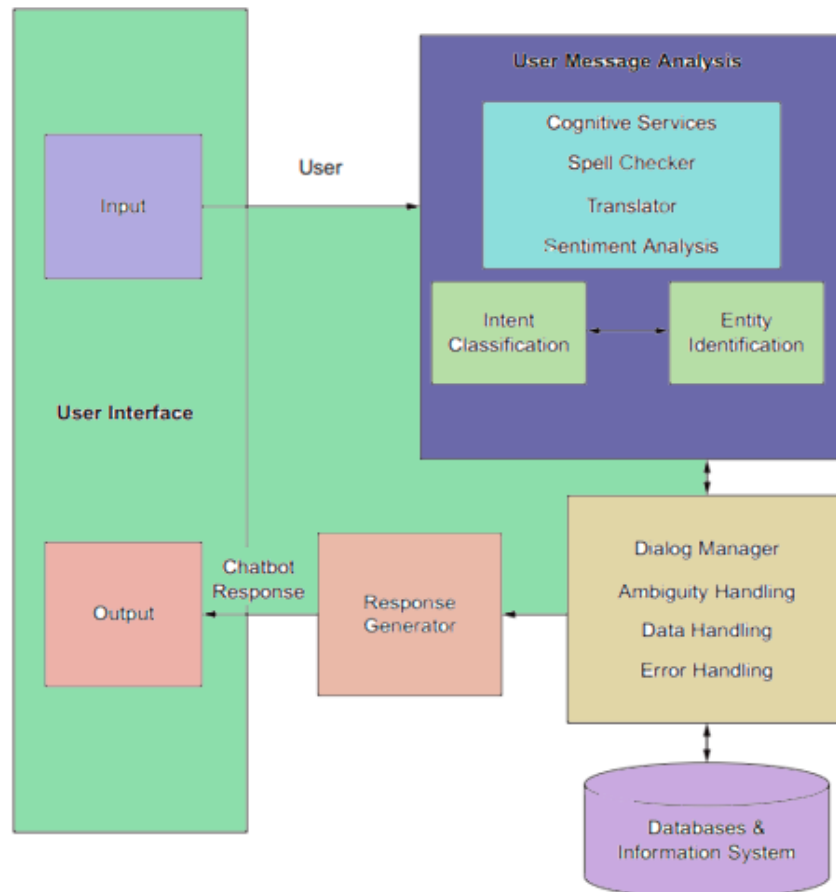 User Message Analysis
Cognitive Services
Spell Checker
Translator
Sentiment Analysis
User
Input
Intent
Classification
Entity
Identification
User Interface
Dialog Manager
Ambiguity Handling
Data Handling
Error Handling
Chatbot
Response
Response
Generator
Output
Databases &
Information System